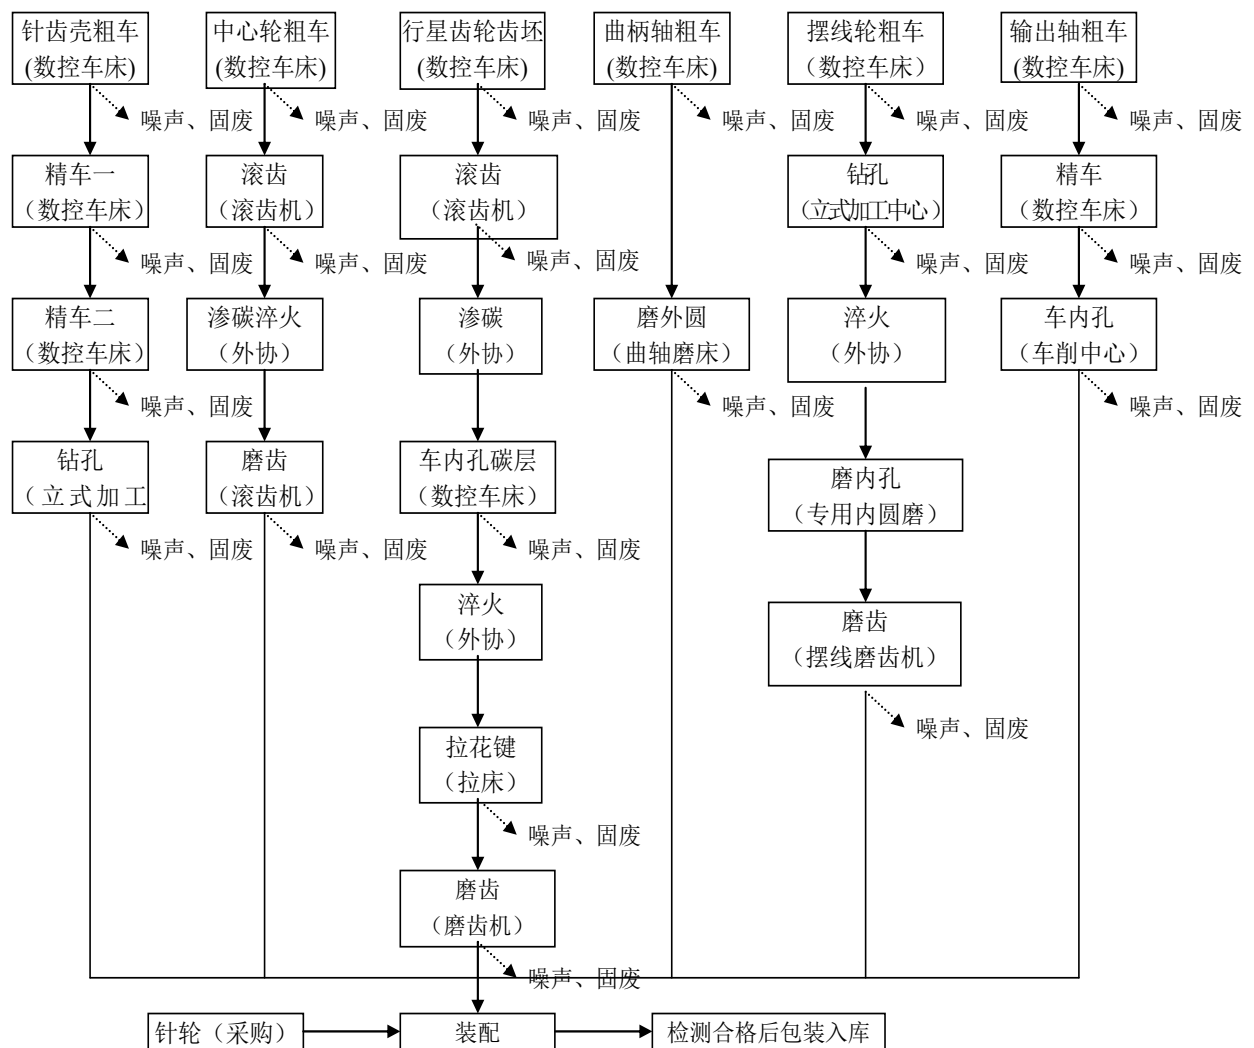 针齿壳粗车
(数控车床)
中心轮粗车
(数控车床)
行星齿轮齿坯
(数控车床)
曲柄轴粗车
(数控车床)
摆线轮粗车
（数控车床）
输出轴粗车
(数控车床)
噪声、固废
噪声、固废
噪声、固废
噪声、固废
噪声、固废
噪声、固废
精车一
（数控车床）
滚齿
（滚齿机）
滚齿
（滚齿机）
钻孔
（立式加工中心）
精车
（数控车床）
噪声、固废
噪声、固废
噪声、固废
噪声、固废
噪声、固废
精车二
（数控车床）
渗碳淬火
（外协）
渗碳
（外协）
磨外圆
（曲轴磨床）
淬火
（外协）
车内孔
（车削中心）
噪声、固废
噪声、固废
噪声、固废
钻孔
（立式加工
磨齿
（滚齿机）
车内孔碳层
（数控车床）
磨内孔
（专用内圆磨）
噪声、固废
噪声、固废
噪声、固废
淬火
（外协）
磨齿
（摆线磨齿机）
噪声、固废
拉花键
（拉床）
噪声、固废
磨齿
（磨齿机）
噪声、固废
针轮（采购）
装配
检测合格后包装入库